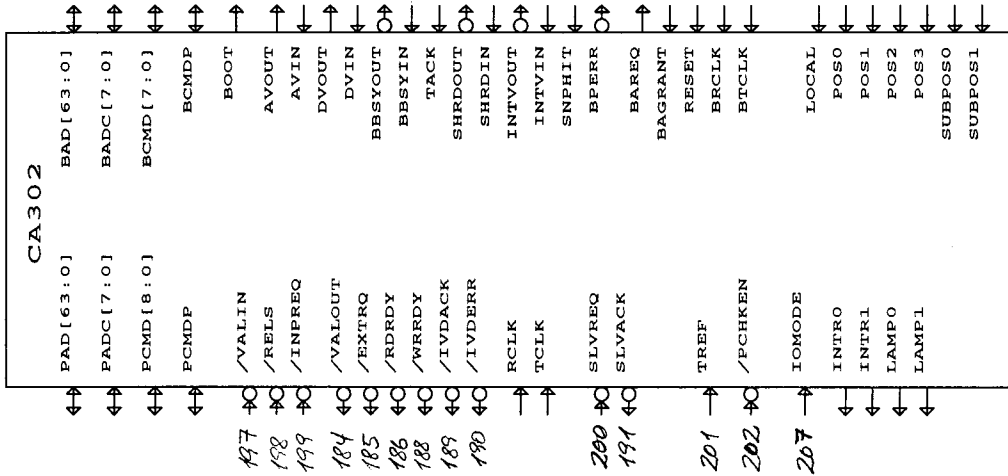 CA302
PAD[63:0]
PADC[7:0]
PCMD[8:0]
PCMDP
/VALIN
/RELS
/INPREQ
/VALOUT
/EXTRQ
/RDRDY
/WRRDY
/IVDACK
/IVDERR
RCLK
TCLK
SLVREQ
SLVACK
TREF
/PCHKEN
IOMODE
INTR0
INTR1
LAMP0
LAMP1
BAD[63:0]
BADC[7:0]
BCMD[7:0]
BCMDP
BOOT
AVOUT
AVIN
DVOUT
DVIN
BBSYOUT
BBSYIN
TACK
SHRDOUT
SHRDIN
INTVOUT
INTVIN
SNPHIT
BPERR
BAREQ
BAGRANT
RESET
BRCLK
BTCLK
LOCAL
POS0
POS1
POS2
POS3
SUBPOS0
SUBPOS1
197
198
199
184
185
186
188
189
190
200
191
201
202
207